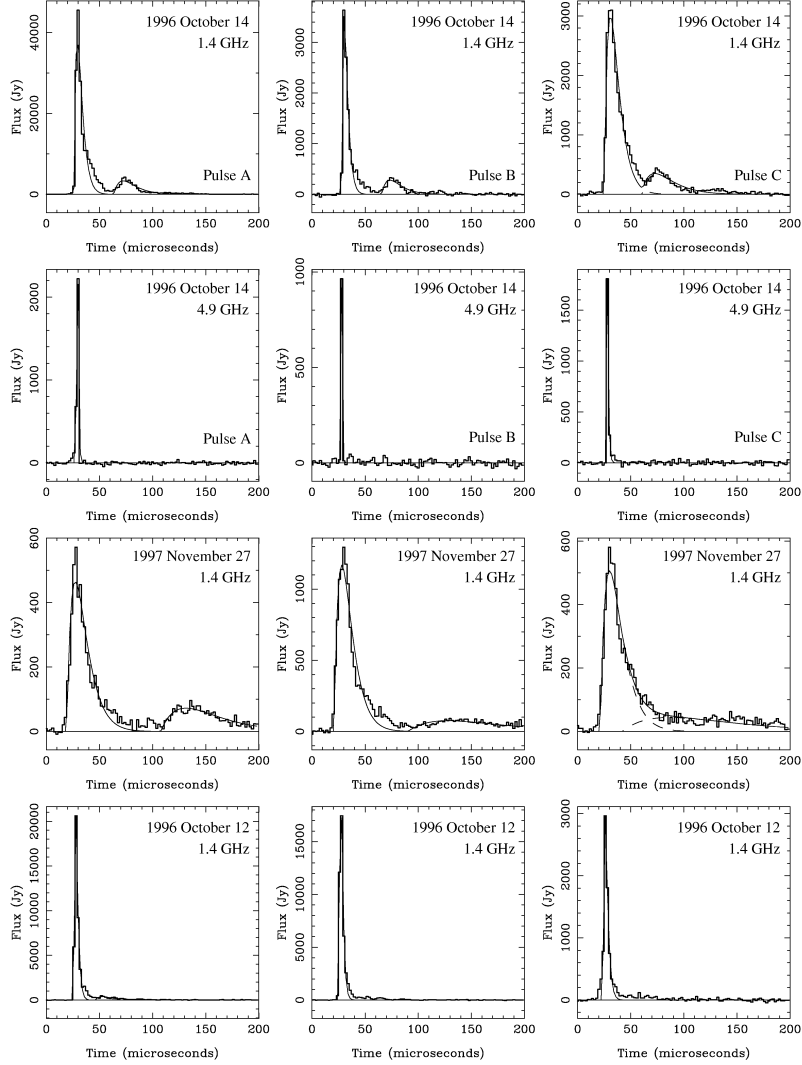 1996 October 14
1.4 GHz
Pulse A
Flux (Jy)
0 20000 40000
0 50 100 150 200
Time (microseconds)
1996 October 14
1.4 GHz
Pulse B
Flux (Jy)
0 1000 2000 3000
0 50 100 150 200
Time (microseconds)
1996 October 14
1.4 GHz
Pulse C
Flux (Jy)
0 1000 2000 3000
0 50 100 150 200
Time (microseconds)
1996 October 14
4.9 GHz
Pulse A
Flux (Jy)
0 1000 2000
0 50 100 150 200
Time (microseconds)
1996 October 14
4.9 GHz
Pulse B
Flux (Jy)
0 500 1000
0 50 100 150 200
Time (microseconds)
1996 October 14
4.9 GHz
Pulse C
Flux (Jy)
0 500 1000 1500
0 50 100 150 200
Time (microseconds)
1997 November 27
1.4 GHz
Flux (Jy)
0 200 400 600
0 50 100 150 200
Time (microseconds)
1997 November 27
1.4 GHz
Flux (Jy)
0 500 1000
0 50 100 150 200
Time (microseconds)
1997 November 27
1.4 GHz
Flux (Jy)
0 200 400 600
0 50 100 150 200
Time (microseconds)
1996 October 12
1.4 GHz
Flux (Jy)
0 5000 10000 15000 20000
0 50 100 150 200
Time (microseconds)
1996 October 12
1.4 GHz
Flux (Jy)
0 5000 10000 15000
0 50 100 150 200
Time (microseconds)
1996 October 12
1.4 GHz
Flux (Jy)
0 1000 2000 3000
0 50 100 150 200
Time (microseconds)